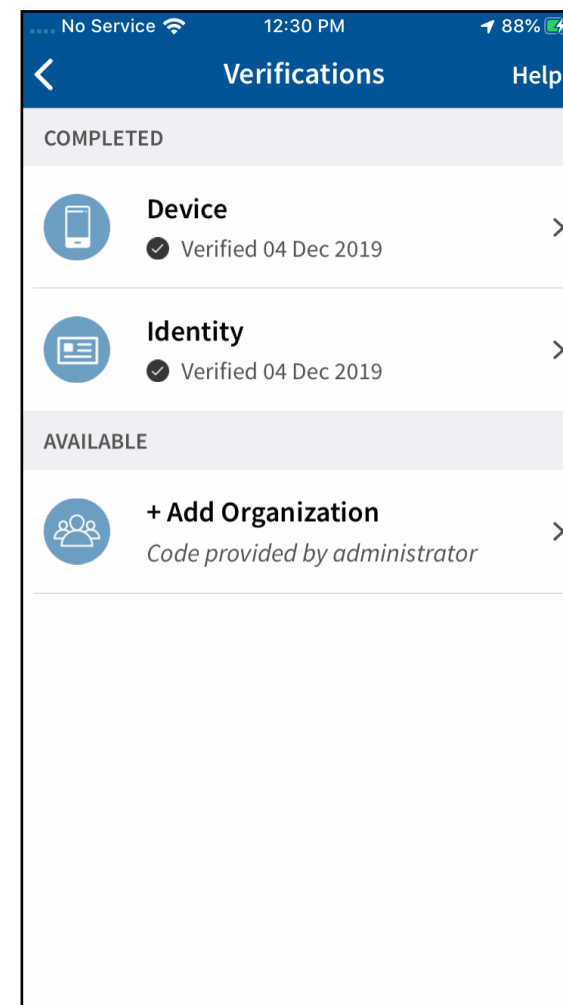 No Service 12:30 PM 88%
Verifications Help
COMPLETED
Device
Verified 04 Dec 2019
Identity
Verified 04 Dec 2019
AVAILABLE
+ Add Organization
Code provided by administrator